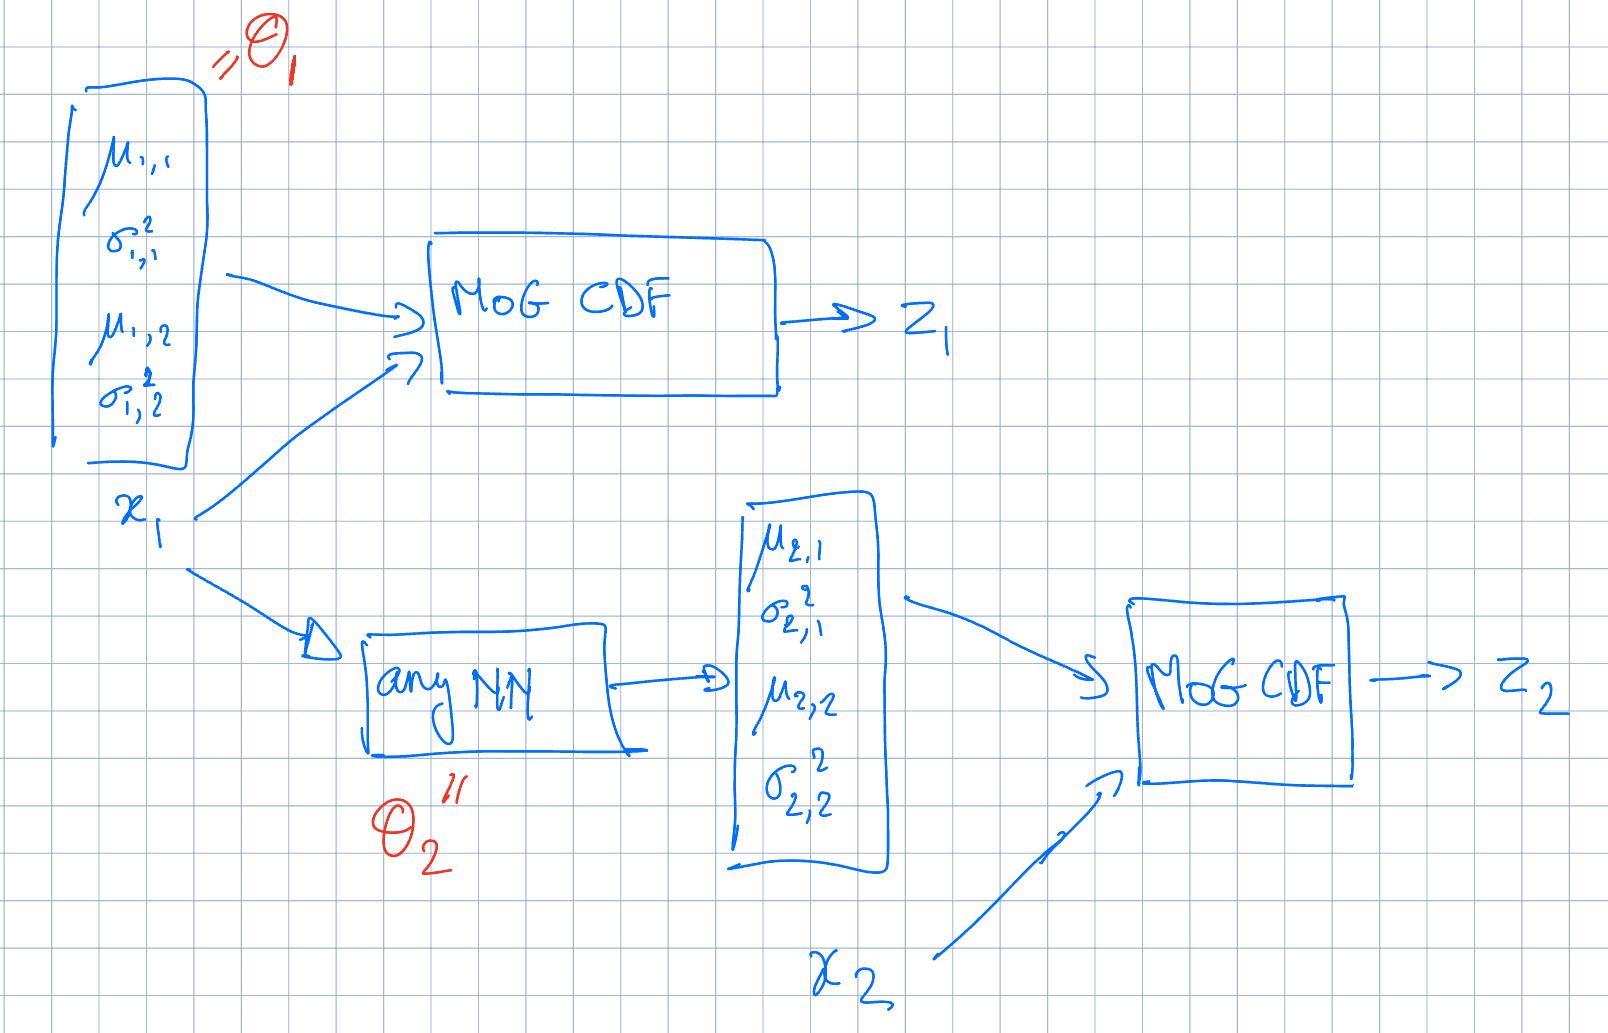 = θ₁
μ₁,₁
σ²₁,₁
μ₁,₂
σ²₁,₂
x₁
MoG CDF
z₁
any NN
θ₂ =
μ₂,₁
σ²₂,₁
μ₂,₂
σ²₂,₂
MoG CDF
z₂
x₂